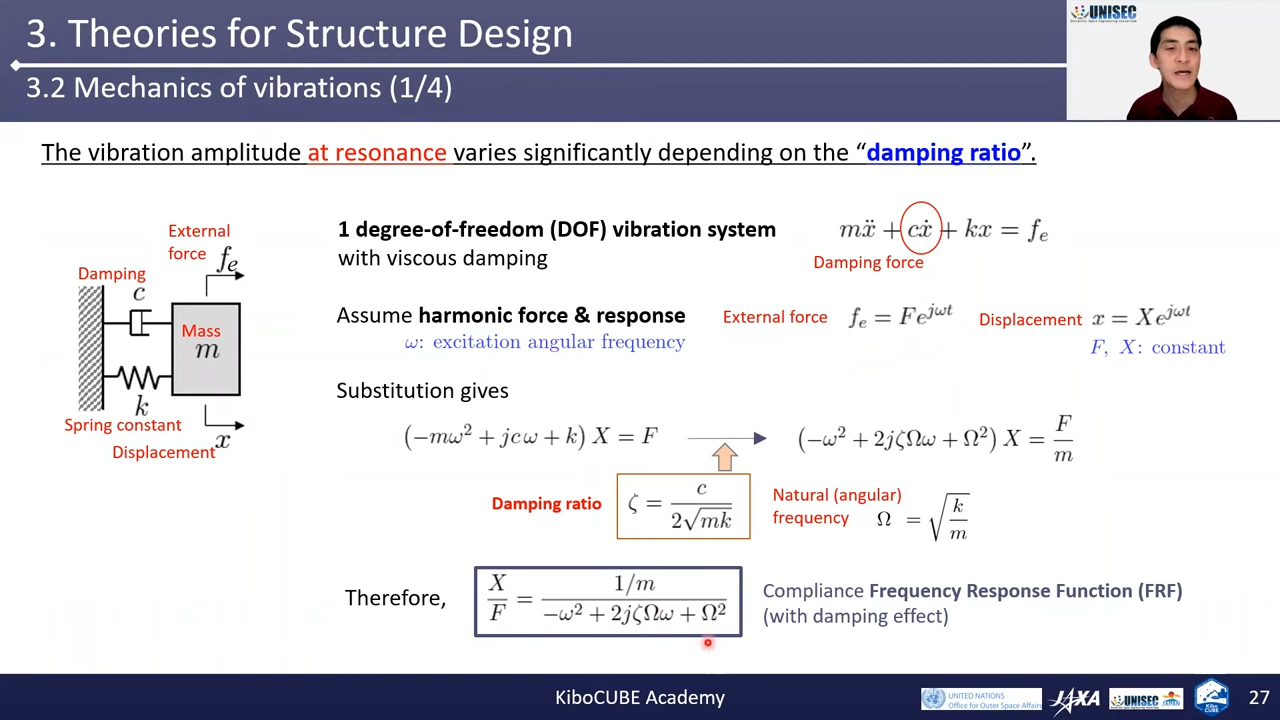 3. Theories for Structure Design
3.2 Mechanics of vibrations (1/4)
UNISEC
The vibration amplitude at resonance varies significantly depending on the “damping ratio”.
External
force fₑ
Damping
c
Mass
m
k
Spring constant
x
Displacement
1 degree-of-freedom (DOF) vibration system
with viscous damping
mẍ + cẋ + kx = fₑ
Damping force
Assume harmonic force & response
ω: excitation angular frequency
External force fₑ = Fe^{jωt}
Displacement x = Xe^{jωt}
F, X: constant
Substitution gives
(−mω² + jcω + k) X = F
(−ω² + 2jζΩω + Ω²) X = F/m
Damping ratio ζ = c/(2√mk)
Natural (angular)
frequency Ω = √(k/m)
Therefore,
X/F = (1/m)/(−ω² + 2jζΩω + Ω²)
Compliance Frequency Response Function (FRF)
(with damping effect)
KiboCUBE Academy
UNITED NATIONS
Office for Outer Space Affairs
JAXA
UNISEC
JAPAN
Kibo
CUBE
27